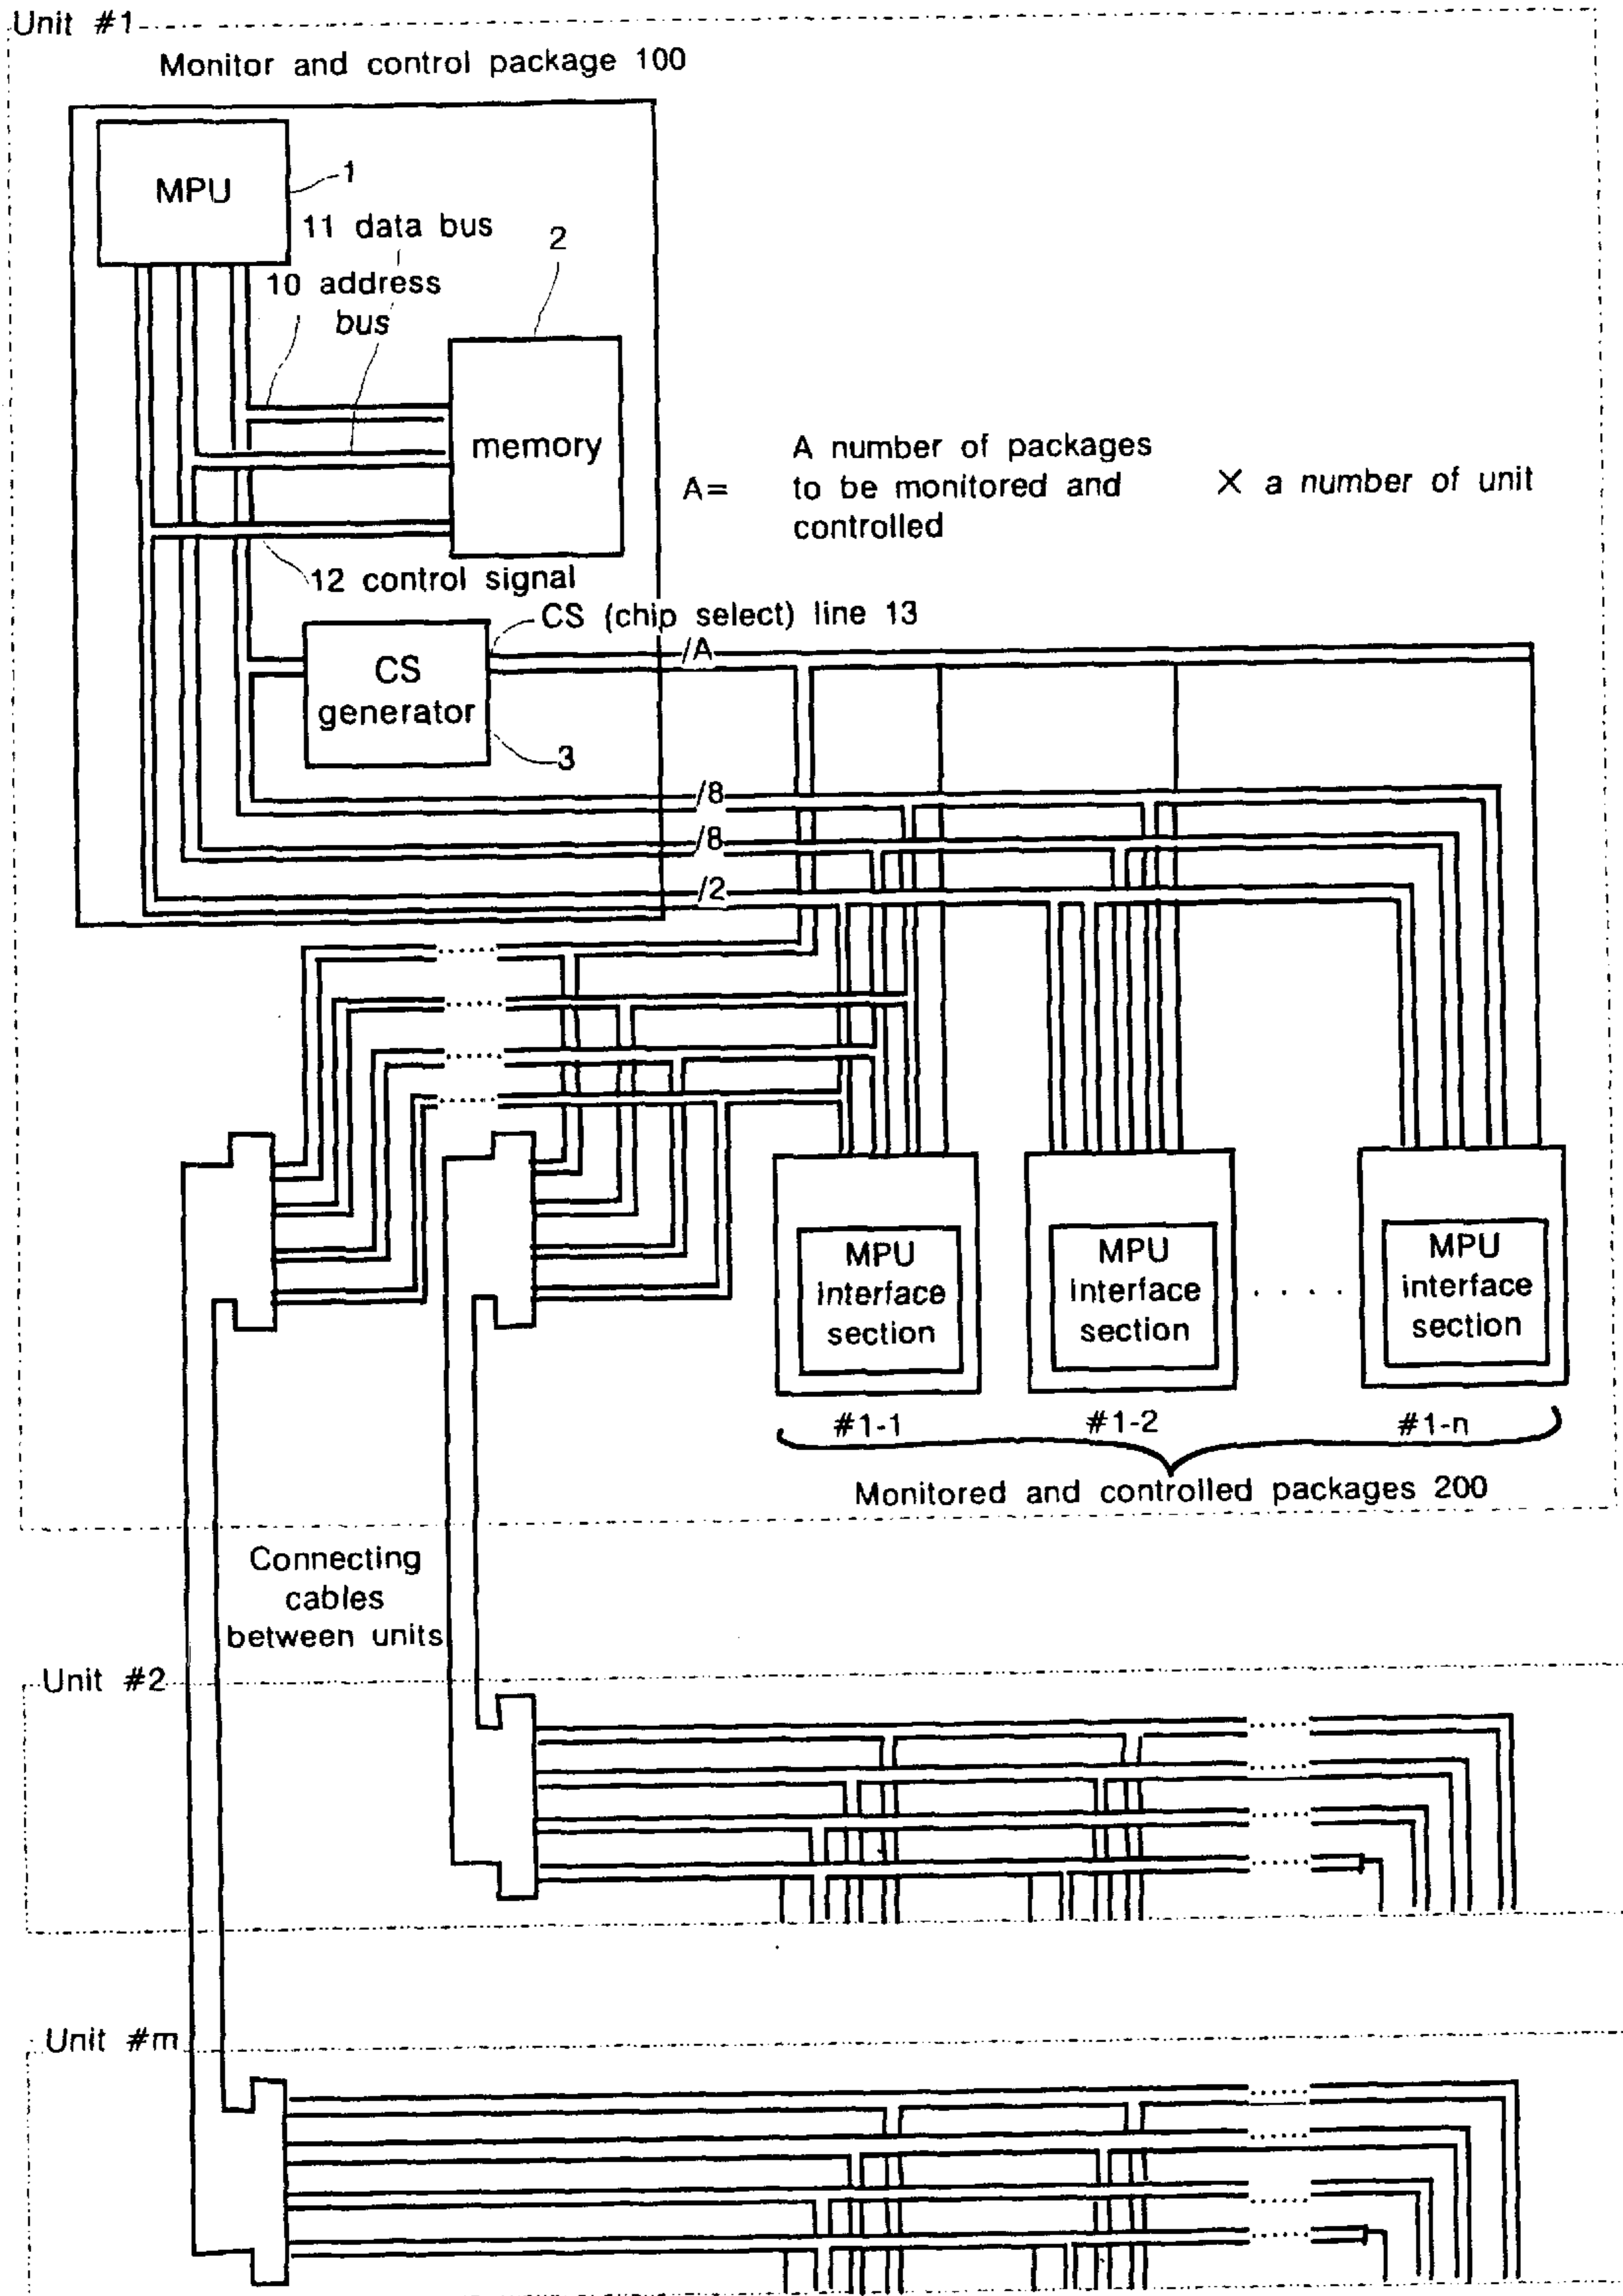 Unit #1
Monitor and control package 100
MPU
1
11 data bus
2
10 address
bus
memory
A number of packages
A= to be monitored and × a number of unit
controlled
12 control signal
CS (chip select) line 13
/A
CS
generator
3
/8
/8
/2
MPU
interface
section
MPU
interface
section
. . . . .
MPU
interface
section
#1-1
#1-2
#1-n
Monitored and controlled packages 200
Connecting
cables
between units
Unit #2
Unit #m